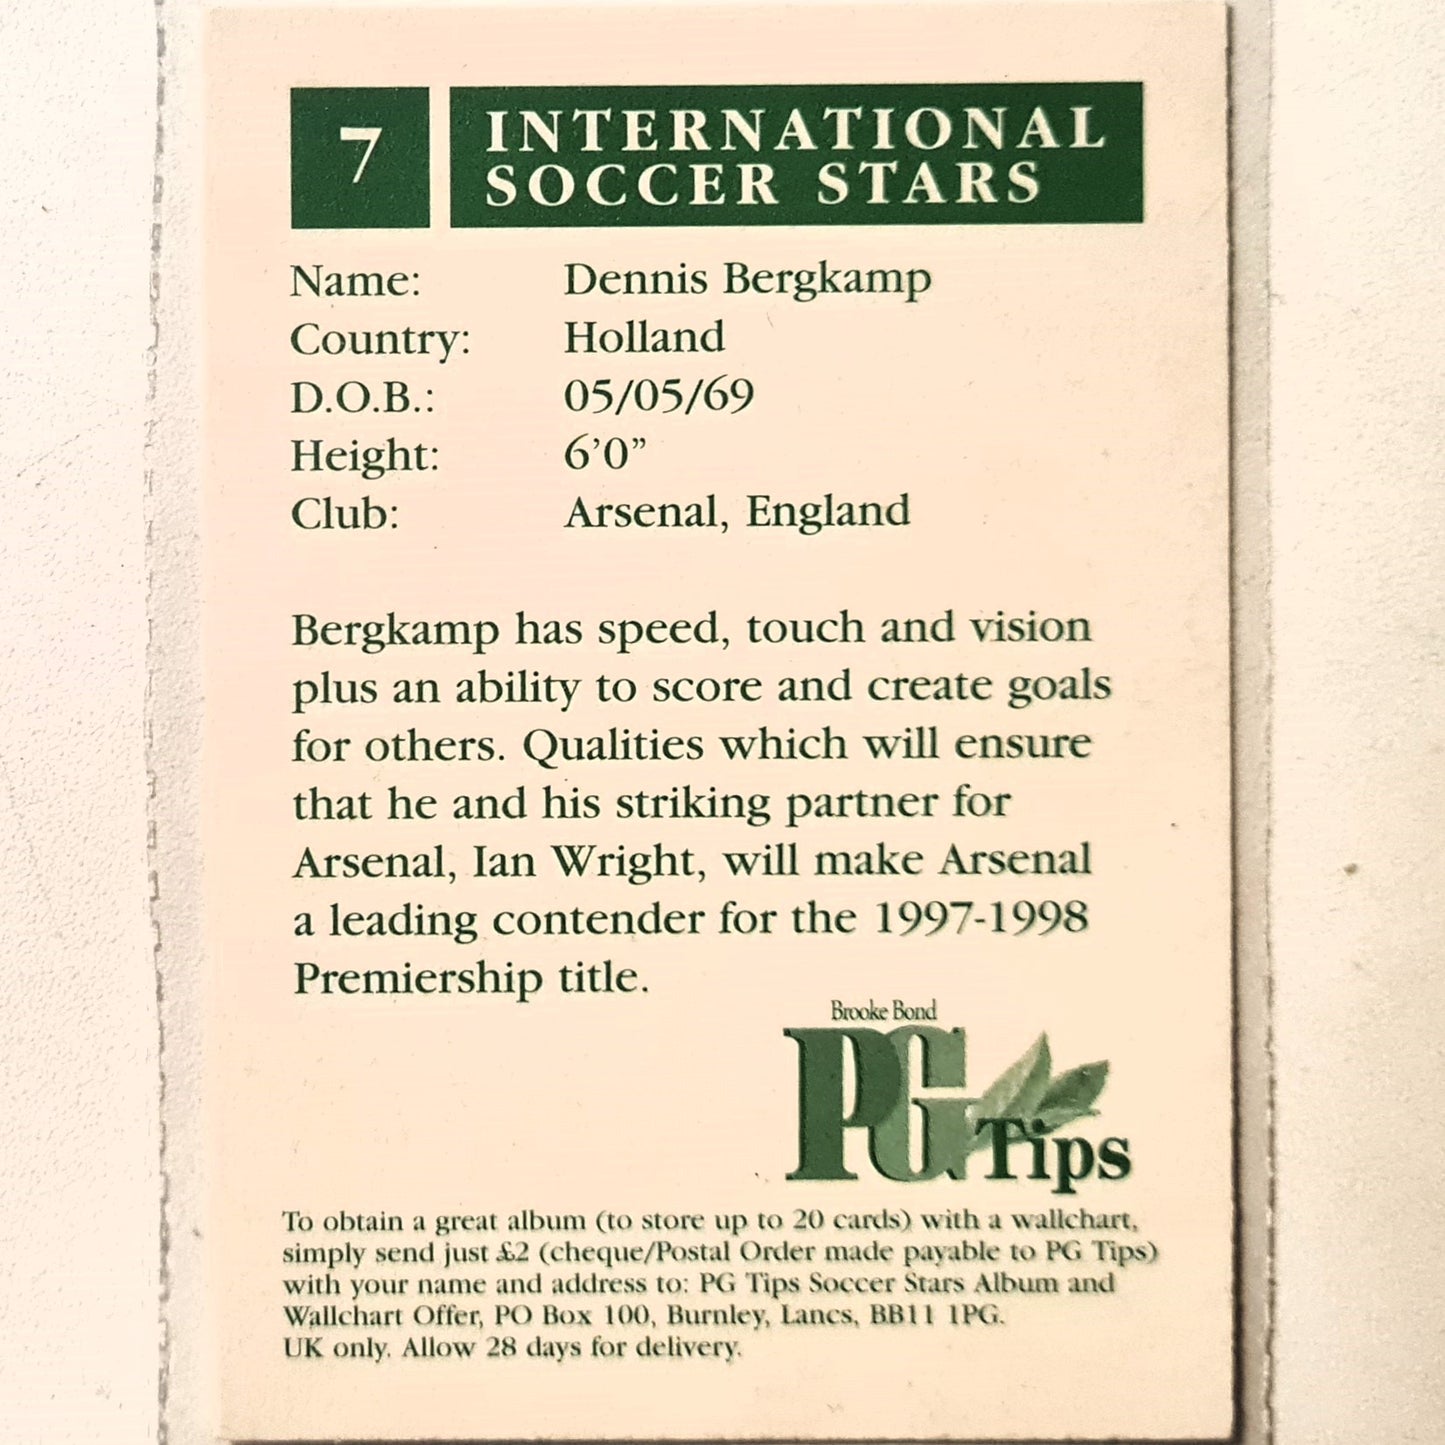 7
INTERNATIONAL
SOCCER STARS
Name: Dennis Bergkamp
Country: Holland
D.O.B.: 05/05/69
Height: 6’0”
Club: Arsenal, England
Bergkamp has speed, touch and vision
plus an ability to score and create goals
for others. Qualities which will ensure
that he and his striking partner for
Arsenal, Ian Wright, will make Arsenal
a leading contender for the 1997-1998
Premiership title.
Brooke Bond
PG Tips
To obtain a great album (to store up to 20 cards) with a wallchart,
simply send just £2 (cheque/Postal Order made payable to PG Tips)
with your name and address to: PG Tips Soccer Stars Album and
Wallchart Offer, PO Box 100, Burnley, Lancs, BB11 1PG.
UK only. Allow 28 days for delivery.